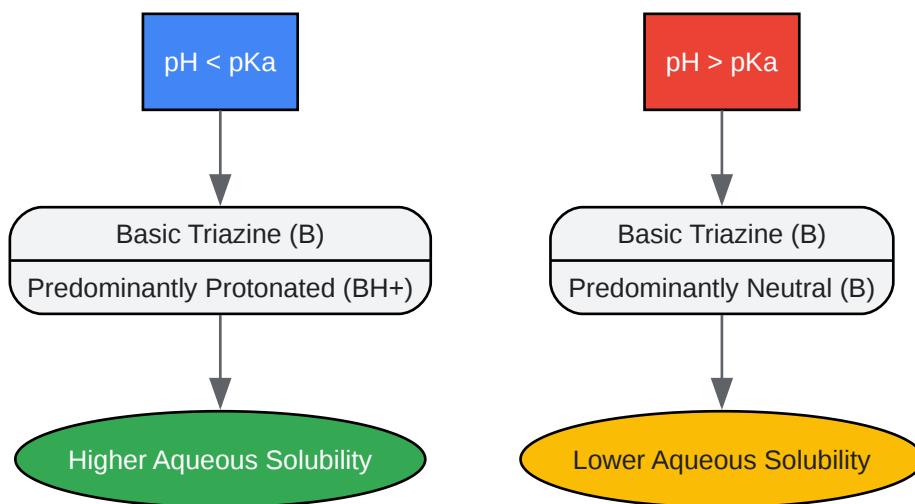 pH < pKa
Basic Triazine (B)
Predominantly Protonated (BH+)
Higher Aqueous Solubility
pH > pKa
Basic Triazine (B)
Predominantly Neutral (B)
Lower Aqueous Solubility